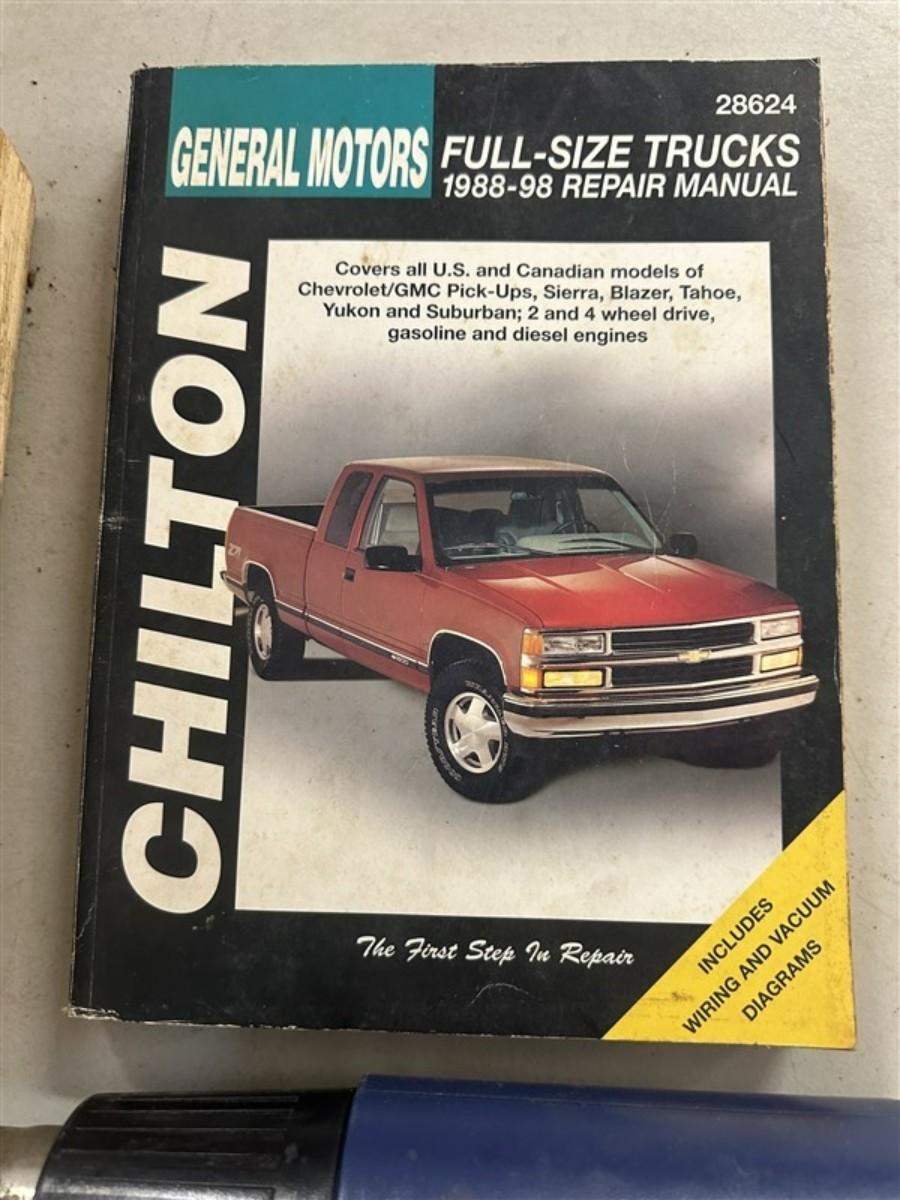 28624
GENERAL MOTORS
FULL-SIZE TRUCKS
1988-98 REPAIR MANUAL
CHILTON
Covers all U.S. and Canadian models of
Chevrolet/GMC Pick-Ups, Sierra, Blazer, Tahoe,
Yukon and Suburban; 2 and 4 wheel drive,
gasoline and diesel engines
Z71
The First Step In Repair
INCLUDES
WIRING AND VACUUM
DIAGRAMS